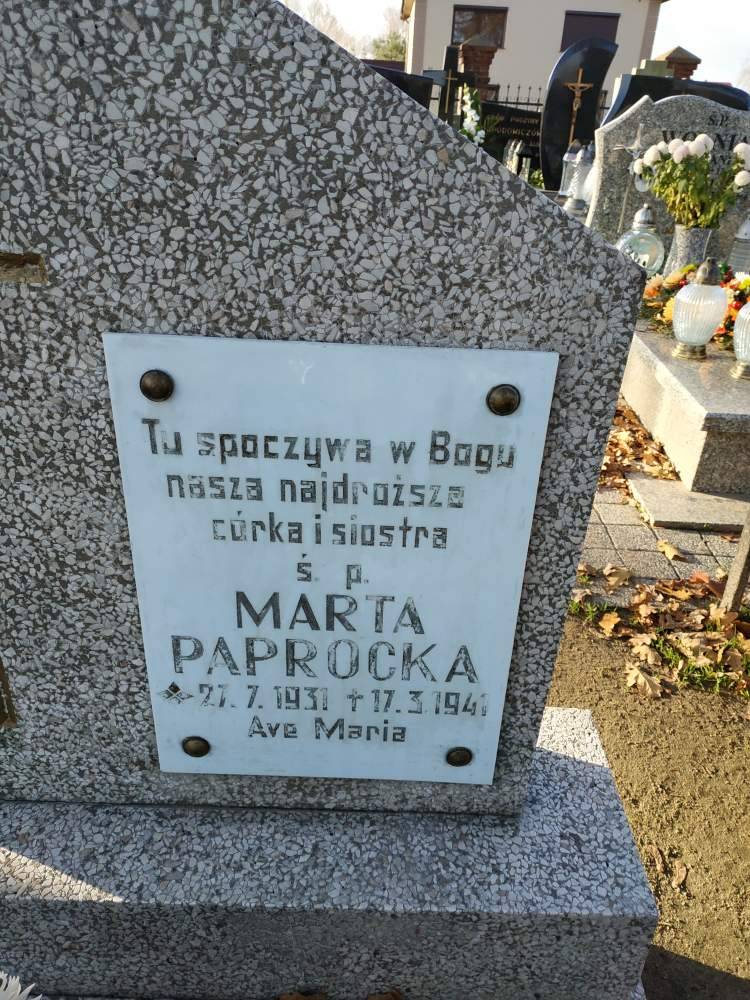 Tu spoczywa w Bogu
nasza najdroższa
córka i siostra
ś. p.
MARTA
PAPROCKA
27. 7. 1931 ✝ 17. 3. 1941
Ave Maria
Ś.P.